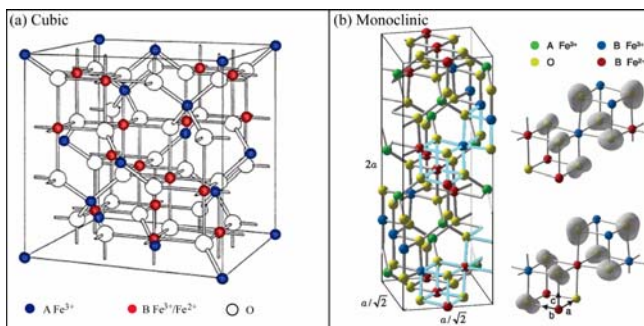 (a) Cubic
A Fe³⁺
B Fe³⁺/Fe²⁺
O
(b) Monoclinic
A Fe³⁺
B Fe³⁺
O
B Fe²⁺
2a
a/√2
a/√2
c
a
b